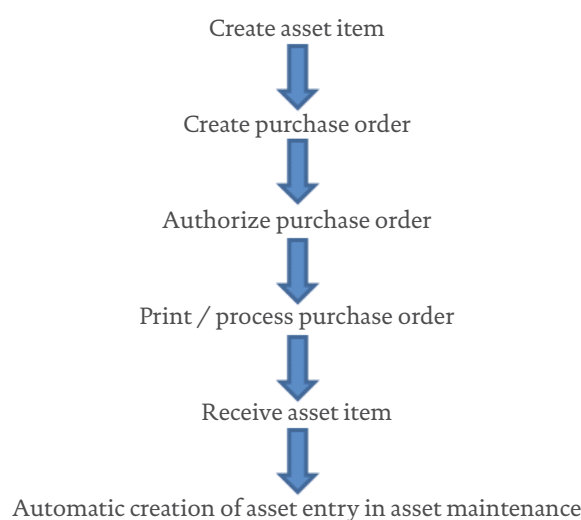 Create asset item
Create purchase order
Authorize purchase order
Print / process purchase order
Receive asset item
Automatic creation of asset entry in asset maintenance